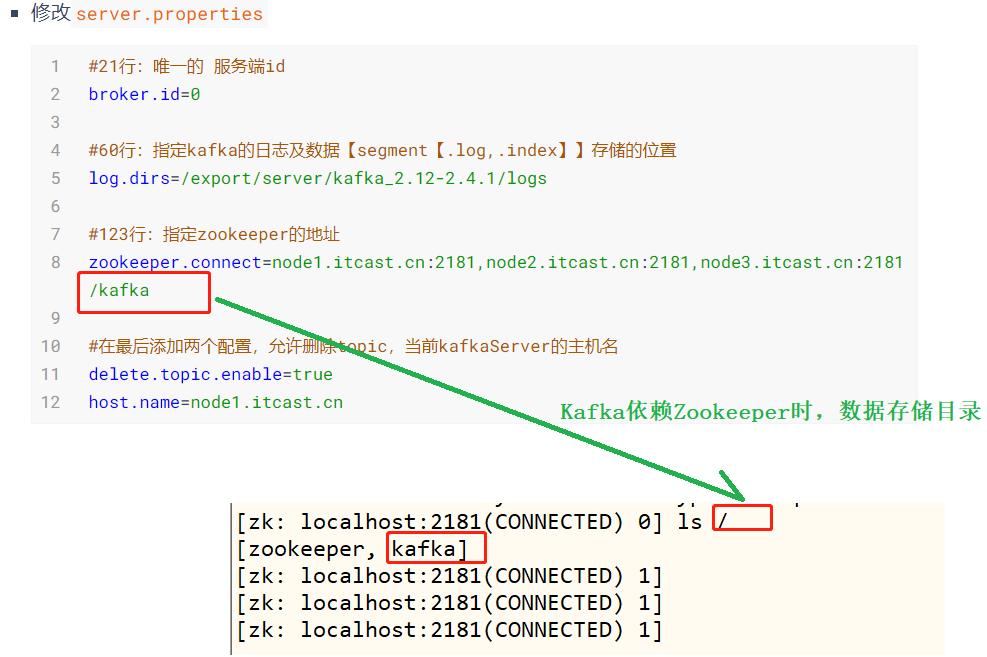 修改 server.properties
1 #21行：唯一的 服务端id
2 broker.id=0
3
4 #60行：指定kafka的日志及数据【segment【.log,.index】】存储的位置
5 log.dirs=/export/server/kafka_2.12-2.4.1/logs
6
7 #123行：指定zookeeper的地址
8 zookeeper.connect=node1.itcast.cn:2181,node2.itcast.cn:2181,node3.itcast.cn:2181
/kafka
9
10 #在最后添加两个配置，允许删除topic，当前kafkaServer的主机名
11 delete.topic.enable=true
12 host.name=node1.itcast.cn
Kafka依赖Zookeeper时，数据存储目录
[zk: localhost:2181(CONNECTED) 0] ls /
[zookeeper, kafka]
[zk: localhost:2181(CONNECTED) 1]
[zk: localhost:2181(CONNECTED) 1]
[zk: localhost:2181(CONNECTED) 1]